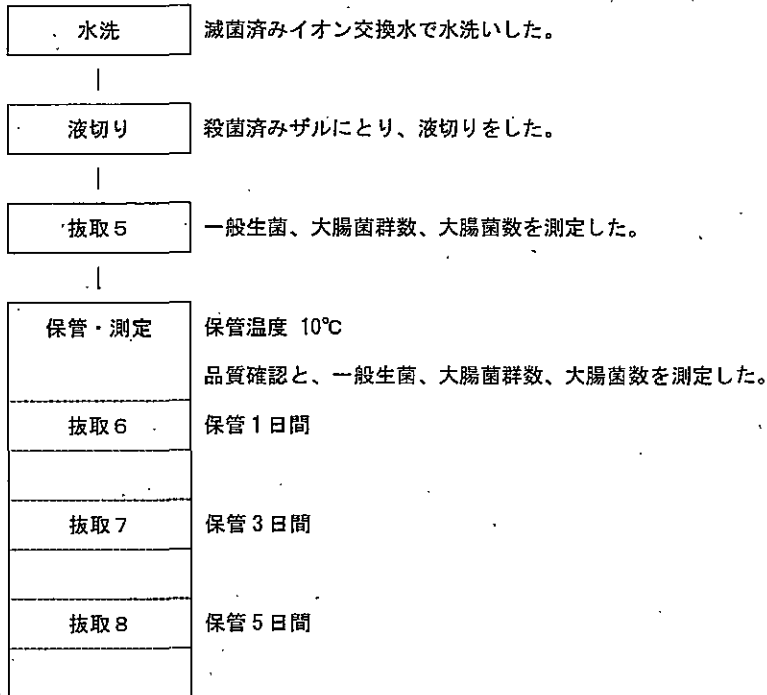 水洗 滅菌済みイオン交換水で水洗いした。
液切り 殺菌済みザルにとり、液切りをした。
抜取5 一般生菌、大腸菌群数、大腸菌数を測定した。
保管・測定 保管温度 10℃
品質確認と、一般生菌、大腸菌群数、大腸菌数を測定した。
抜取6 保管1日間
抜取7 保管3日間
抜取8 保管5日間